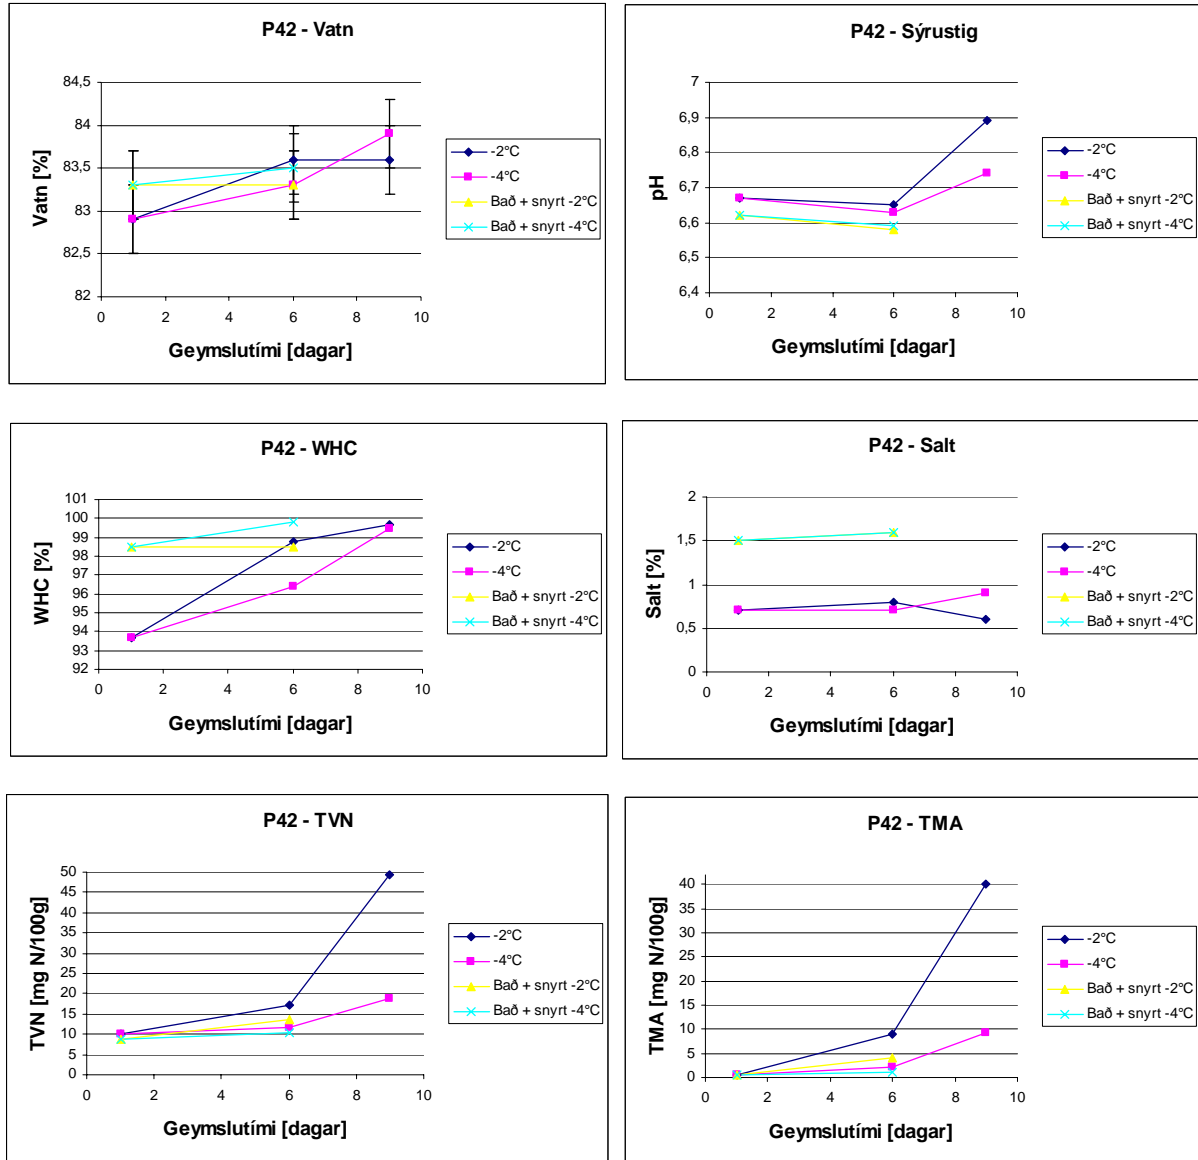 P42 - Vatn
84,5
84
83,5
83
82,5
82
0 2 4 6 8 10
Vatn [%]
Geymslutími [dagar]
-2°C
-4°C
Bað + snyrt -2°C
Bað + snyrt -4°C
P42 - Sýrustig
7
6,9
6,8
6,7
6,6
6,5
6,4
0 2 4 6 8 10
pH
Geymslutími [dagar]
-2°C
-4°C
Bað + snyrt -2°C
Bað + snyrt -4°C
P42 - WHC
101
100
99
98
97
96
95
94
93
92
0 2 4 6 8 10
WHC [%]
Geymslutími [dagar]
-2°C
-4°C
Bað + snyrt -2°C
Bað + snyrt -4°C
P42 - Salt
2
1,5
1
0,5
0
0 2 4 6 8 10
Salt [%]
Geymslutími [dagar]
-2°C
-4°C
Bað + snyrt -2°C
Bað + snyrt -4°C
P42 - TVN
50
45
40
35
30
25
20
15
10
5
0
0 2 4 6 8 10
TVN [mg N/100g]
Geymslutími [dagar]
-2°C
-4°C
Bað + snyrt -2°C
Bað + snyrt -4°C
P42 - TMA
40
35
30
25
20
15
10
5
0
0 2 4 6 8 10
TMA [mg N/100g]
Geymslutími [dagar]
-2°C
-4°C
Bað + snyrt -2°C
Bað + snyrt -4°C